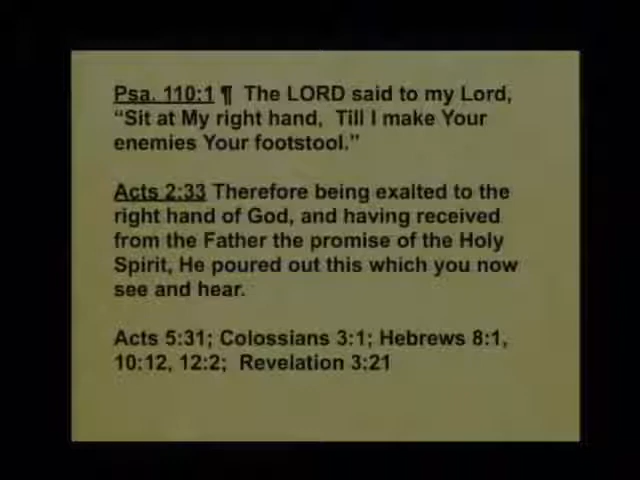 Psa. 110:1 ¶ The LORD said to my Lord,
“Sit at My right hand, Till I make Your
enemies Your footstool.”
Acts 2:33 Therefore being exalted to the
right hand of God, and having received
from the Father the promise of the Holy
Spirit, He poured out this which you now
see and hear.
Acts 5:31; Colossians 3:1; Hebrews 8:1,
10:12, 12:2; Revelation 3:21